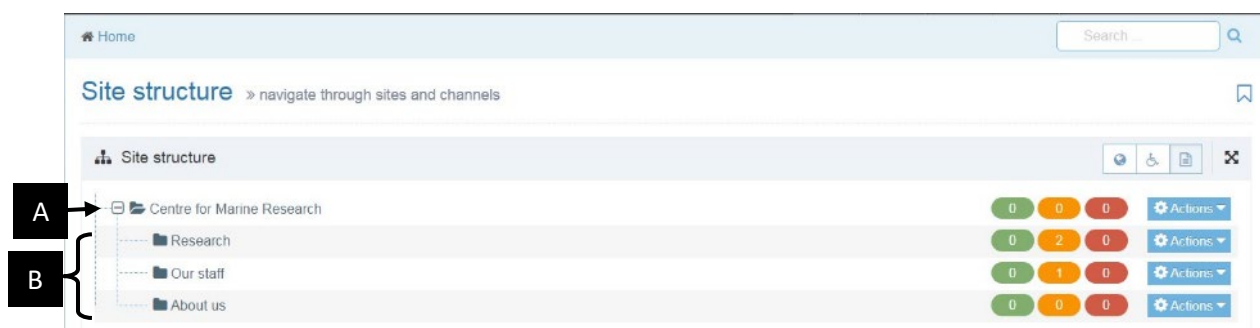 Home
Search ...
Site structure » navigate through sites and channels
Site structure
A
Centre for Marine Research 0 0 0 Actions
B
Research 0 2 0 Actions
Our staff 0 1 0 Actions
About us 0 0 0 Actions